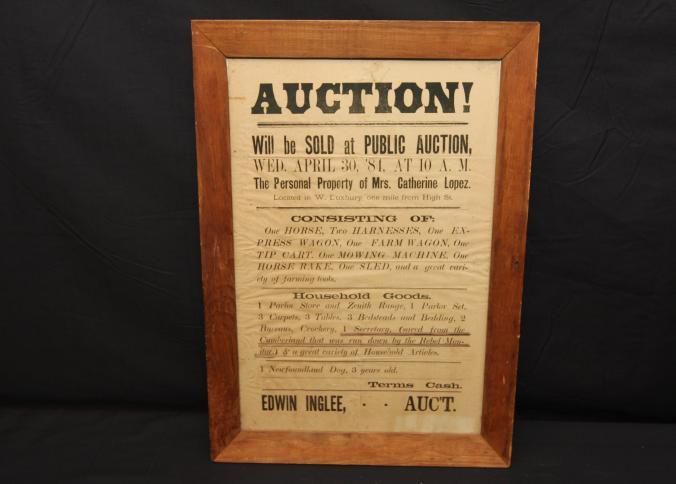 AUCTION!
Will be SOLD at PUBLIC AUCTION,
WED. APRIL 30, '84, AT 10 A. M.
The Personal Property of Mrs. Catherine Lopez.
Located in W. Duxbury, one mile from High St.
CONSISTING OF:
One HORSE, Two HARNESSES, One EX-
PRESS WAGON, One FARM WAGON, One
TIP CART, One MOWING MACHINE, One
HORSE RAKE, One SLED, and a great vari-
ety of farming tools.
Household Goods.
1 Parlor Stove and Zenith Range, 1 Parlor Set,
3 Carpets, 3 Tables, 3 Bedsteads and Bedding, 2
Bureaus, Crockery, 1 Secretary, (saved from the
Cumberland that was run down by the Rebel Mon-
itor,) & a great variety of Household Articles.
1 Newfoundland Dog, 3 years old.
Terms Cash.
EDWIN INGLEE, - - AUCT.